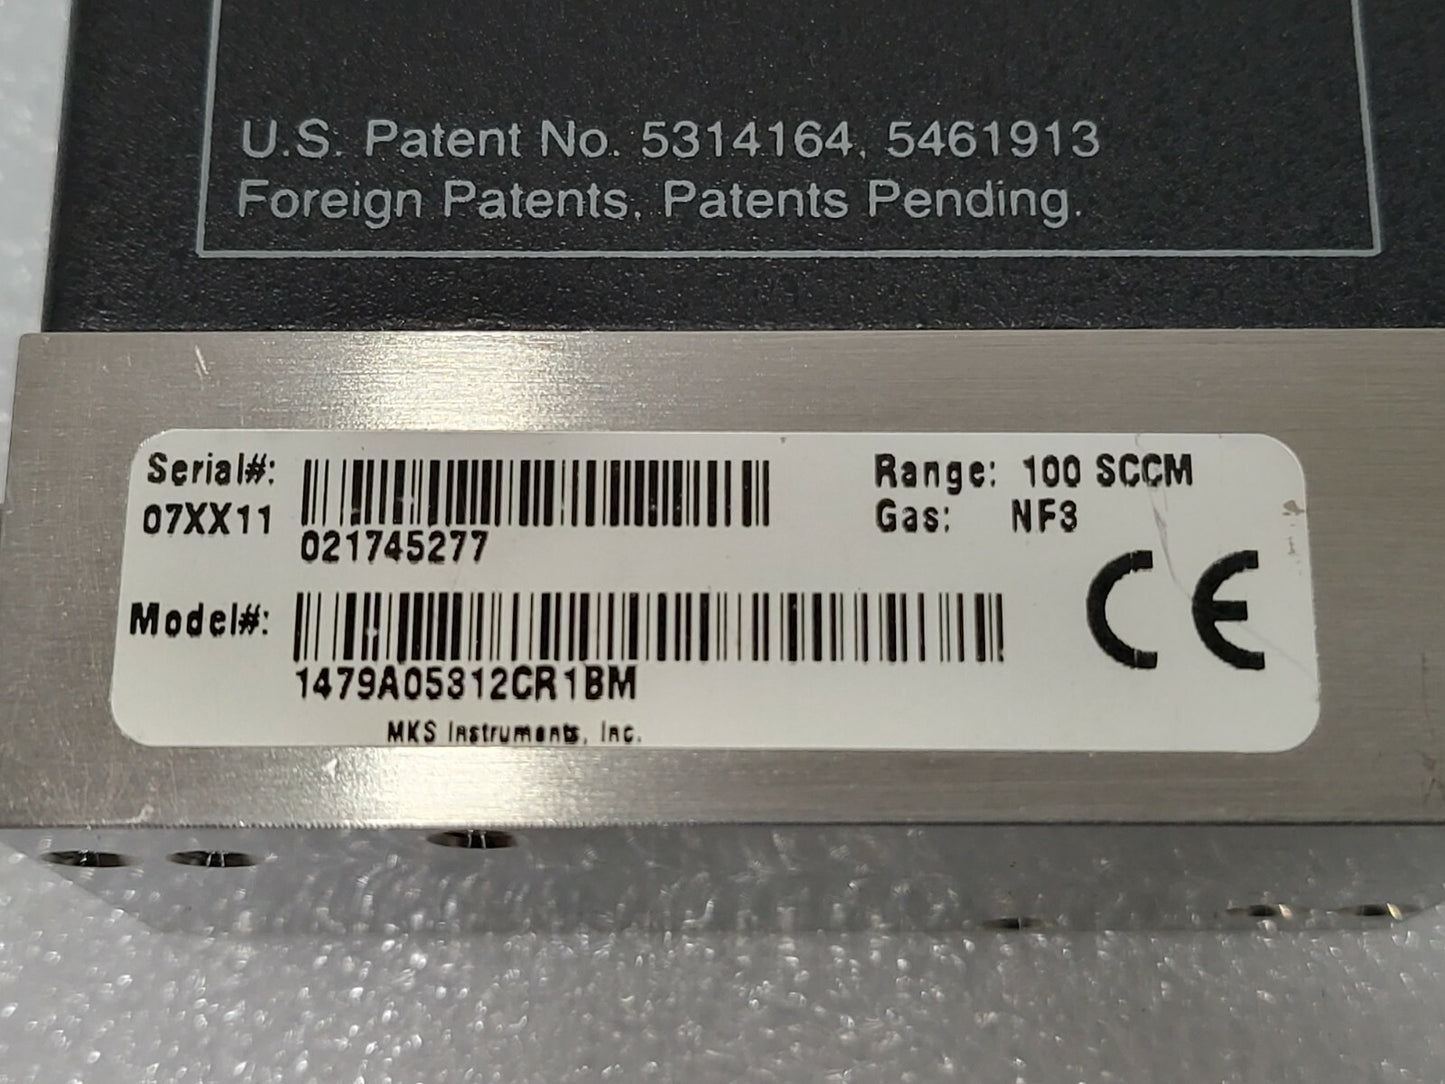 U.S. Patent No. 5314164, 5461913
Foreign Patents, Patents Pending.
Serial#:
07XX11
021745277
Range: 100 SCCM
Gas: NF3
CE
Model#:
1479A05312CR1BM
MKS Instruments, Inc.